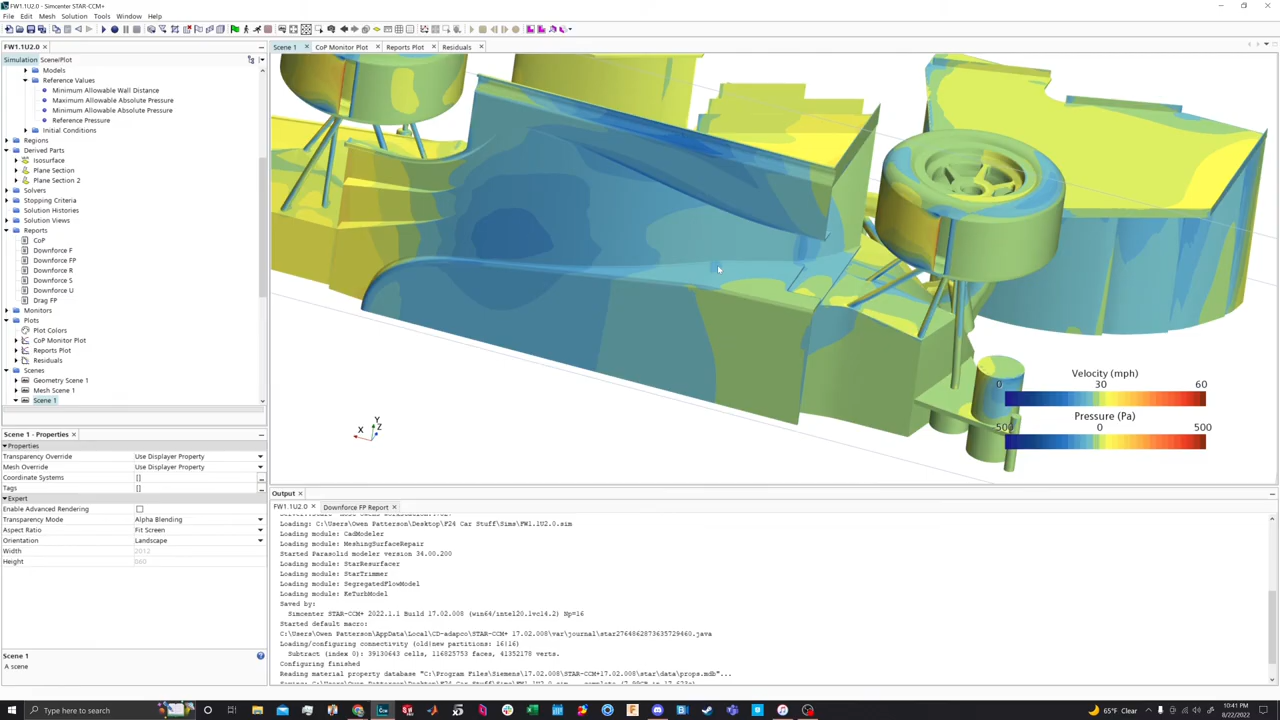 FW1.1U2.0 - Simcenter STAR-CCM+
File Edit Mesh Solution Tools Window Help
FW1.1U2.0
Simulation Scene/Plot
Models
Reference Values
Minimum Allowable Wall Distance
Maximum Allowable Absolute Pressure
Minimum Allowable Absolute Pressure
Reference Pressure
Initial Conditions
Regions
Derived Parts
Isosurface
Plane Section
Plane Section 2
Solvers
Stopping Criteria
Solution Histories
Solution Views
Reports
CoP
Downforce F
Downforce FP
Downforce R
Downforce S
Downforce U
Drag FP
Monitors
Plots
Plot Colors
CoP Monitor Plot
Reports Plot
Residuals
Scenes
Geometry Scene 1
Mesh Scene 1
Scene 1
Scene 1 - Properties
Properties
Transparency Override Use Displayer Property
Mesh Override Use Displayer Property
Coordinate Systems []
Tags []
Expert
Enable Advanced Rendering
Transparency Mode Alpha Blending
Aspect Ratio Fit Screen
Orientation Landscape
Width 2012
Height 860
Scene 1
A scene
Scene 1 CoP Monitor Plot Reports Plot Residuals
Y
X Z
Velocity (mph)
0 30 60
Pressure (Pa)
500 0 500
Output
FW1.1U2.0 Downforce FP Report
Loading: C:\Users\Owen Patterson\Desktop\F24 Car Stuff\Sims\FW1.1U2.0.sim
Loading module: CadModeler
Loading module: MeshingSurfaceRepair
Started Parasolid modeler version 34.00.200
Loading module: StarResurfacer
Loading module: StarTrimmer
Loading module: SegregatedFlowModel
Loading module: KeTurbModel
Saved by:
Simcenter STAR-CCM+ 2022.1.1 Build 17.02.008 (win64/intel20.1vc14.2) Np=16
Started default macro:
C:\Users\Owen Patterson\AppData\Local\CD-adapco\STAR-CCM+ 17.02.008\var\journal\star2764862873635729460.java
Loading/configuring connectivity (old|new partitions: 16|16)
Subtract (index 0): 39130643 cells, 116825753 faces, 41352178 verts.
Configuring finished
Reading material property database "C:\Program Files\Siemens\17.02.008\STAR-CCM+17.02.008\star\data\props.mdb"...
Type here to search
65°F Clear
10:41 PM
8/22/2022